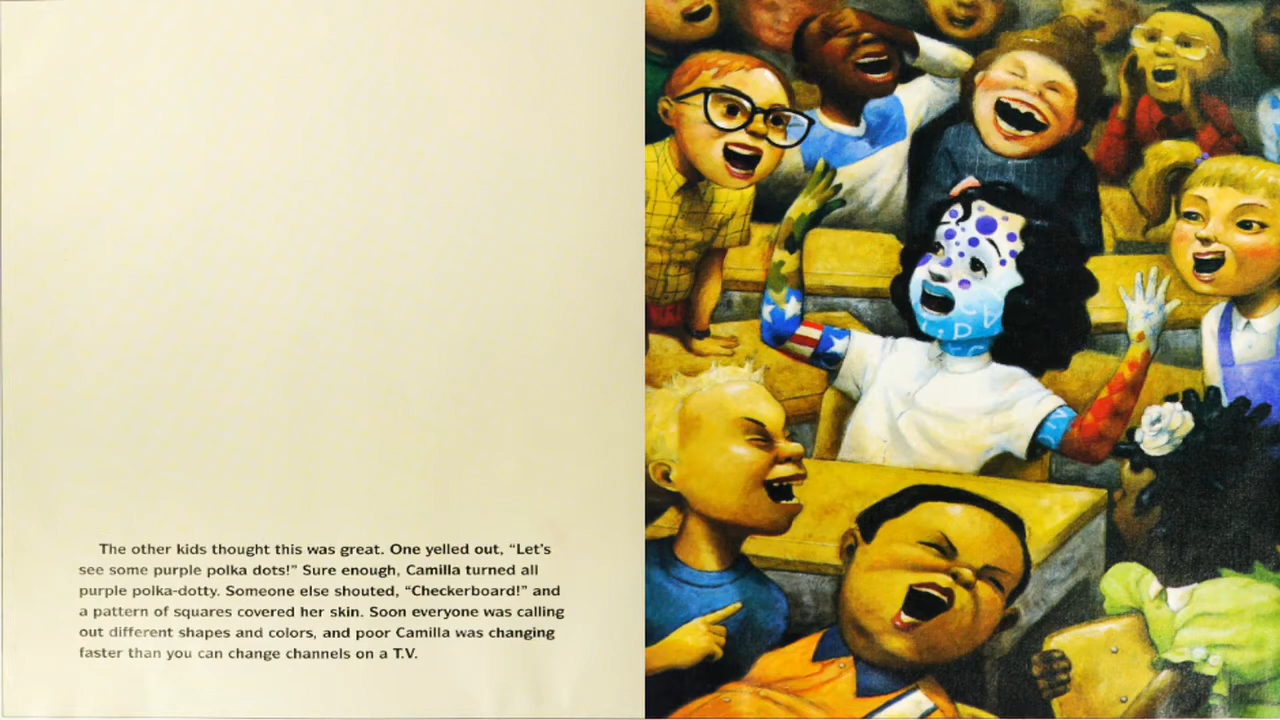 The other kids thought this was great. One yelled out, “Let’s
see some purple polka dots!” Sure enough, Camilla turned all
purple polka-dotty. Someone else shouted, “Checkerboard!” and
a pattern of squares covered her skin. Soon everyone was calling
out different shapes and colors, and poor Camilla was changing
faster than you can change channels on a T.V.